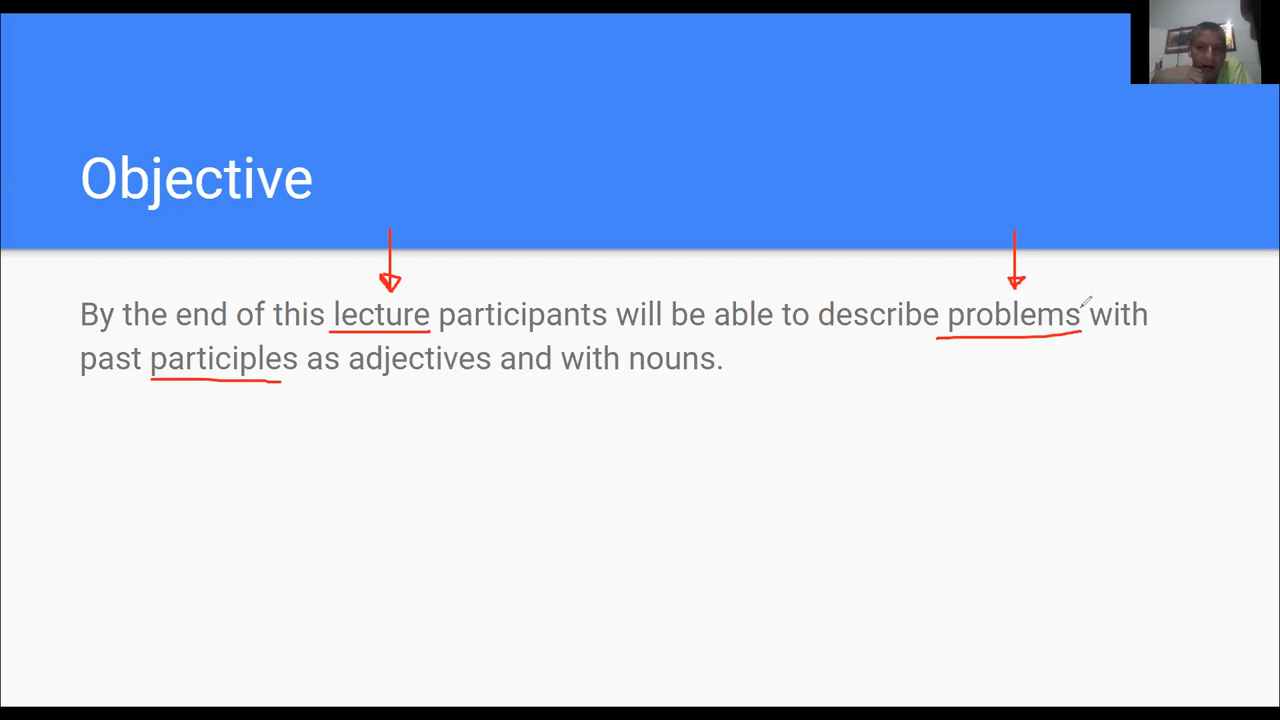 Objective
By the end of this lecture participants will be able to describe problems with
past participles as adjectives and with nouns.